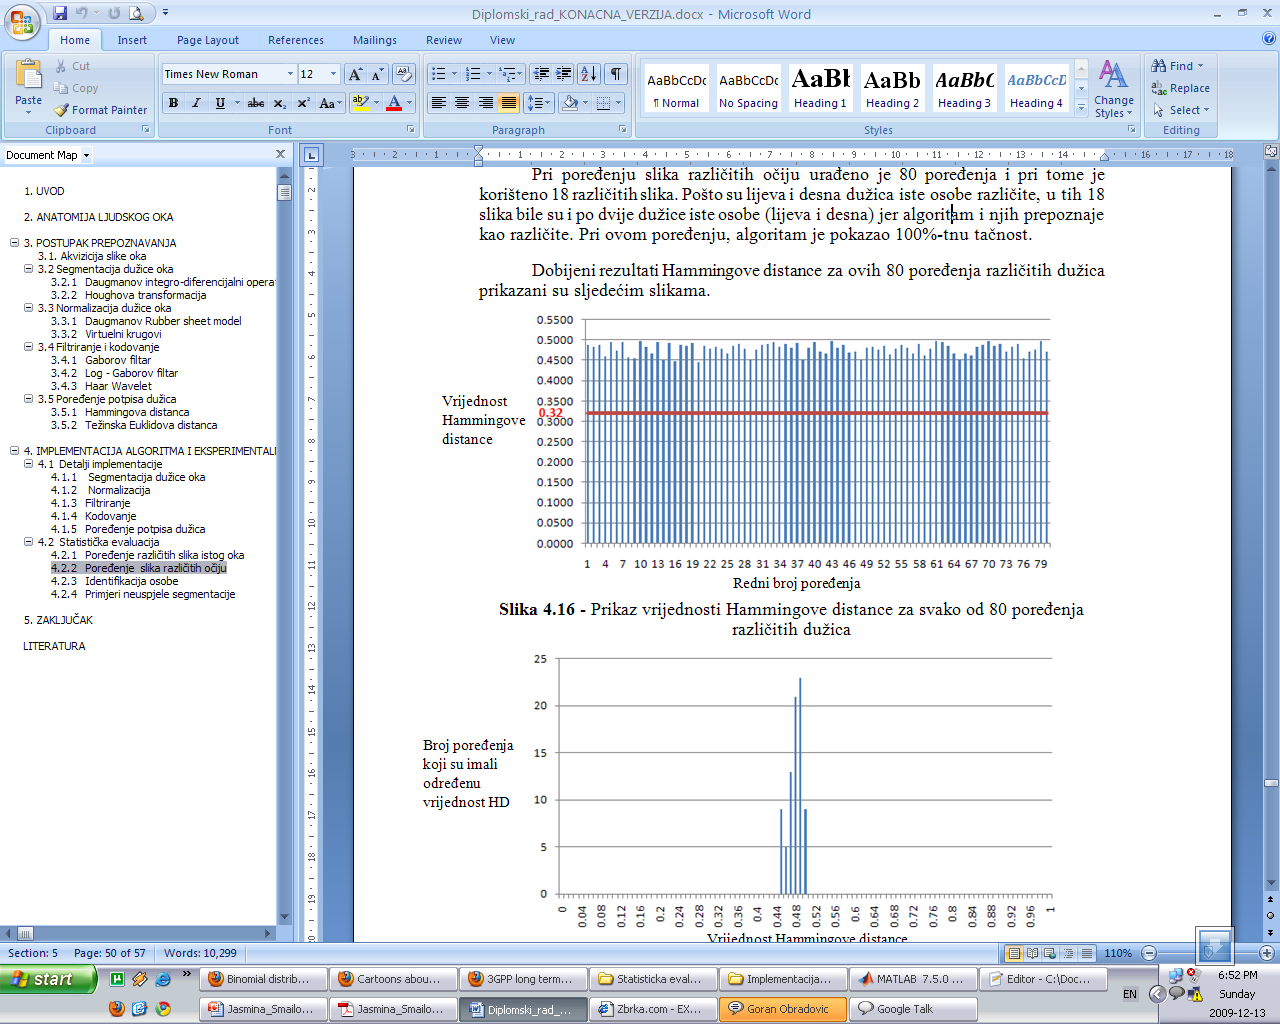 Diplomski_rad_KONACNA_VERZIJA.docx - Microsoft Word
Home Insert Page Layout References Mailings Review View
Paste
Cut
Copy
Format Painter
Clipboard
Times New Roman 12
Font
Paragraph
AaBbCcDc AaBbCcDc AaBb AaBb AaBbC AaBbCcD
¶ Normal No Spacing Heading 1 Heading 2 Heading 3 Heading 4
Change Styles
Styles
Find
Replace
Select
Editing
Document Map
1. UVOD
2. ANATOMIJA LJUDSKOG OKA
3. POSTUPAK PREPOZNAVANJA
3.1. Akvizicija slike oka
3.2 Segmentacija dužice oka
3.2.1 Daugmanov integro-diferencijalni operat
3.2.2 Houghova transformacija
3.3 Normalizacija dužice oka
3.3.1 Daugmanov Rubber sheet model
3.3.2 Virtuelni krugovi
3.4 Filtriranje i kodovanje
3.4.1 Gaborov filtar
3.4.2 Log - Gaborov filtar
3.4.3 Haar Wavelet
3.5 Poređenje potpisa dužica
3.5.1 Hammingova distanca
3.5.2 Težinska Euklidova distanca
4. IMPLEMENTACIJA ALGORITMA I EKSPERIMENTALI
4.1 Detalji implementacije
4.1.1 Segmentacija dužice oka
4.1.2 Normalizacija
4.1.3 Filtriranje
4.1.4 Kodovanje
4.1.5 Poređenje potpisa dužica
4.2 Statistička evaluacija
4.2.1 Poređenje različitih slika istog oka
4.2.2 Poređenje slika različitih očiju
4.2.3 Identifikacija osobe
4.2.4 Primjeri neuspjele segmentacije
5. ZAKLJUČAK
LITERATURA
Pri poređenju slika različitih očiju urađeno je 80 poređenja i pri tome je
korišteno 18 različitih slika. Pošto su lijeva i desna dužica iste osobe različite, u tih 18
slika bile su i po dvije dužice iste osobe (lijeva i desna) jer algoritam i njih prepoznaje
kao različite. Pri ovom poređenju, algoritam je pokazao 100%-tnu tačnost.
Dobijeni rezultati Hammingove distance za ovih 80 poređenja različitih dužica
prikazani su sljedećim slikama.
Vrijednost
Hammingove
distance
0.5500
0.5000
0.4500
0.4000
0.3500
0.32
0.3000
0.2500
0.2000
0.1500
0.1000
0.0500
0.0000
1 4 7 10 13 16 19 22 25 28 31 34 37 40 43 46 49 52 55 58 61 64 67 70 73 76 79
Redni broj poređenja
Slika 4.16 - Prikaz vrijednosti Hammingove distance za svako od 80 poređenja
različitih dužica
Broj poređenja
koji su imali
određenu
vrijednost HD
25
20
15
10
5
0
0 0.04 0.08 0.12 0.16 0.2 0.24 0.28 0.32 0.36 0.4 0.44 0.48 0.52 0.56 0.6 0.64 0.68 0.72 0.76 0.8 0.84 0.88 0.92 0.96 1
Vrijednost Hammingove distance
Section: 5 Page: 50 of 57 Words: 10,299
110%
start
Binomial distrib... Cartoons abou... 3GPP long term... Statisticka eval... Implementacija... MATLAB 7.5.0 ... Editor - C:\Doc...
Jasmina_Smailo... Jasmina_Smailo... Diplomski_rad_... Zbrka.com - EX... Goran Obradovic Google Talk
EN
6:52 PM
Sunday
2009-12-13